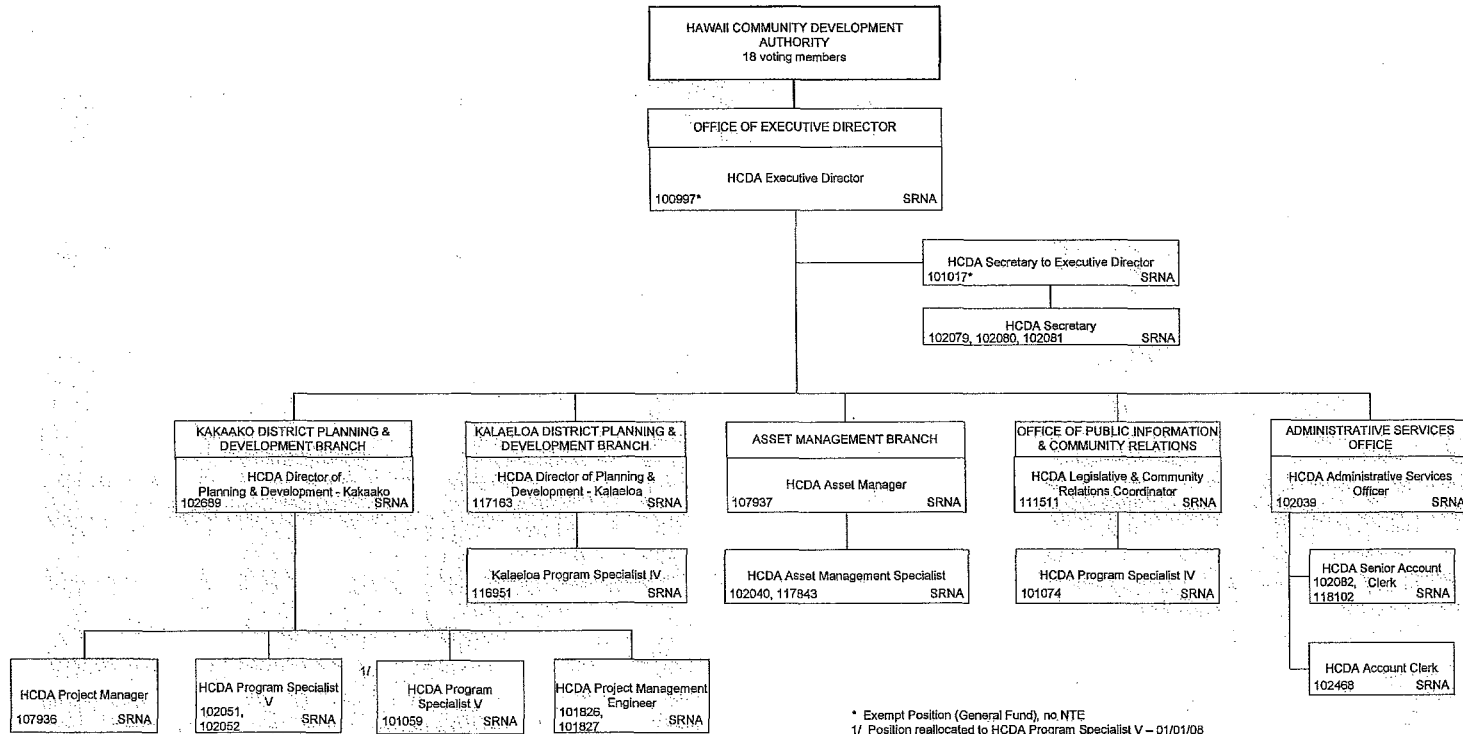 HAWAII COMMUNITY DEVELOPMENT
AUTHORITY
18 voting members
OFFICE OF EXECUTIVE DIRECTOR
HCDA Executive Director
100997* SRNA
HCDA Secretary to Executive Director
101017* SRNA
HCDA Secretary
102079, 102080, 102081 SRNA
KAKAAKO DISTRICT PLANNING &
DEVELOPMENT BRANCH
HCDA Director of
Planning & Development - Kakaako
102689 SRNA
KALAELOA DISTRICT PLANNING &
DEVELOPMENT BRANCH
HCDA Director of Planning &
Development - Kalaeloa
117163 SRNA
ASSET MANAGEMENT BRANCH
HCDA Asset Manager
107937 SRNA
OFFICE OF PUBLIC INFORMATION
& COMMUNITY RELATIONS
HCDA Legislative & Community
Relations Coordinator
111511 SRNA
ADMINISTRATIVE SERVICES
OFFICE
HCDA Administrative Services
Officer
102039 SRNA
Kalaeloa Program Specialist IV
116951 SRNA
HCDA Asset Management Specialist
102040, 117843 SRNA
HCDA Program Specialist IV
101074 SRNA
HCDA Senior Account
102082, Clerk
118102 SRNA
HCDA Account Clerk
102468 SRNA
HCDA Project Manager
107936 SRNA
HCDA Program Specialist
V
102051,
102052 SRNA
1/
HCDA Program
Specialist V
101059 SRNA
HCDA Project Management
Engineer
101826,
101827 SRNA
* Exempt Position (General Fund), no NTE
1/ Position reallocated to HCDA Program Specialist V – 01/01/08